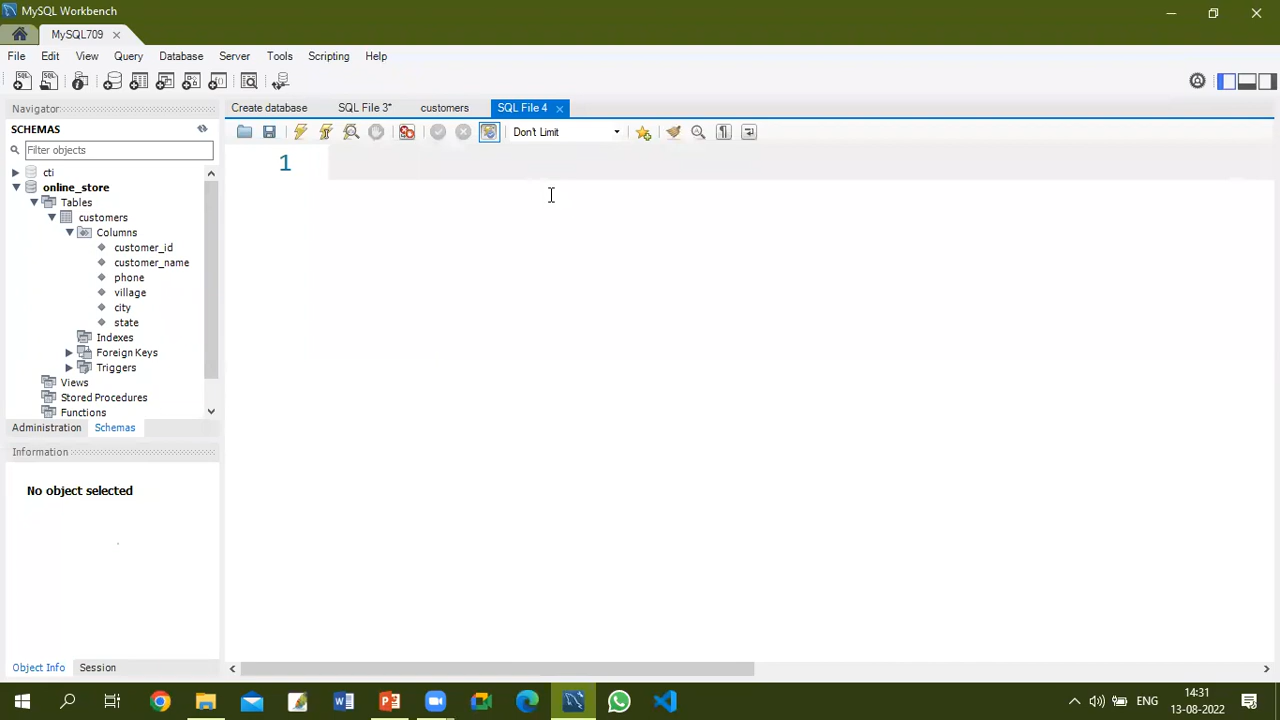 MySQL Workbench
MySQL709
File Edit View Query Database Server Tools Scripting Help
Navigator
SCHEMAS
Filter objects
cti
online_store
Tables
customers
Columns
customer_id
customer_name
phone
village
city
state
Indexes
Foreign Keys
Triggers
Views
Stored Procedures
Functions
Administration Schemas
Information
No object selected
Object Info Session
Create database SQL File 3* customers SQL File 4
Don't Limit
1
ENG
14:31
13-08-2022